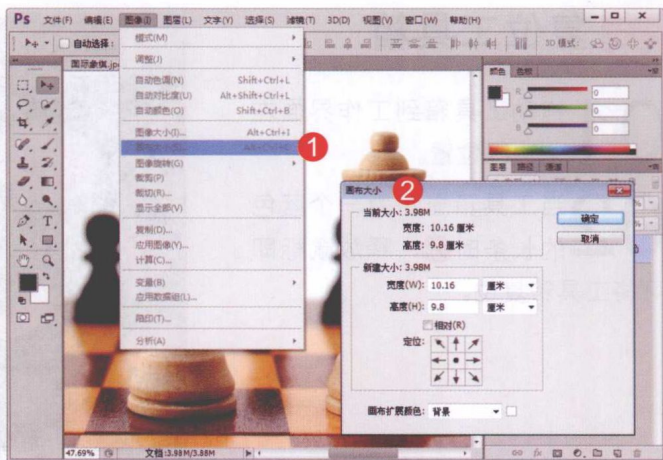 Ps 文件(F) 编辑(E) 图像(I) 图层(L) 文字(Y) 选择(S) 滤镜(T) 3D(D) 视图(V) 窗口(W) 帮助(H)
自动选择: 3D 模式:
国际象棋.jp
模式(M)
调整(J)
自动色调(N) Shift+Ctrl+L
自动对比度(U) Alt+Shift+Ctrl+L
自动颜色(O) Shift+Ctrl+B
图像大小(I)... Alt+Ctrl+I
画布大小(S)... Alt+Ctrl+C
1
图像旋转(G)
裁剪(P)
裁切(R)...
显示全部(V)
复制(D)...
应用图像(Y)...
计算(C)...
变量(B)
应用数据组(L)...
陷印(T)...
分析(A)
颜色 色板
R 0
G 0
B 0
图层 路径 通道
画布大小 2
当前大小: 3.98M
宽度: 10.16 厘米
高度: 9.8 厘米
确定
取消
新建大小: 3.98M
宽度(W): 10.16 厘米
高度(H): 9.8 厘米
相对(R)
定位:
画布扩展颜色: 背景
47.69% 文档:3.98M/3.88M
fx